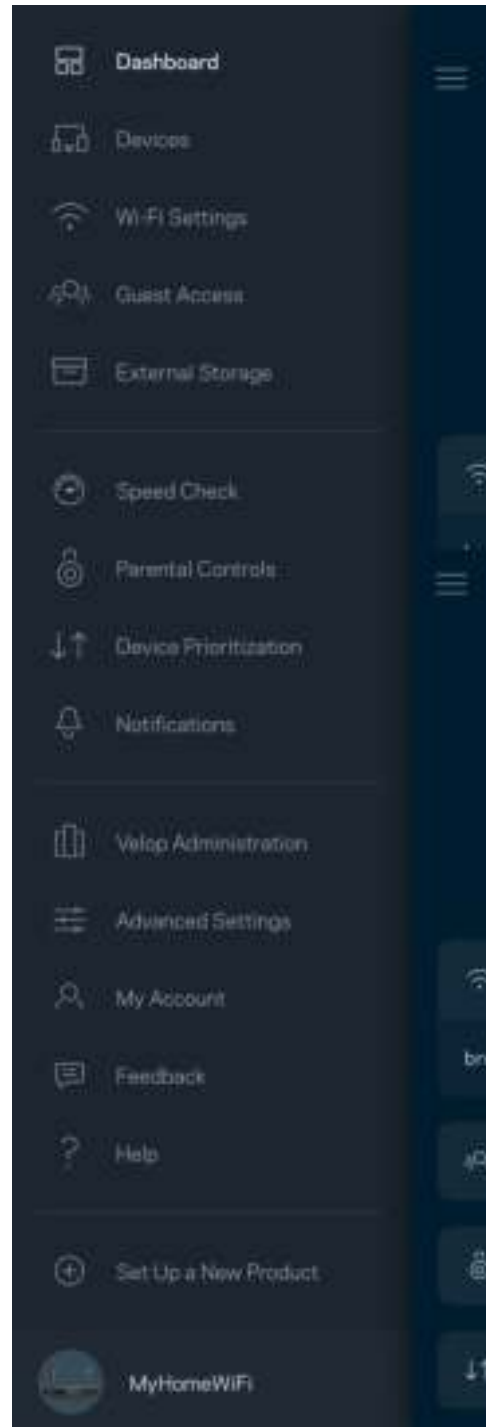 Dashboard
Devices
Wi-Fi Settings
Guest Access
External Storage
Speed Check
Parental Controls
Device Prioritization
Notifications
Velop Administration
Advanced Settings
My Account
Feedback
? Help
Set Up a New Product
MyHomeWiFi